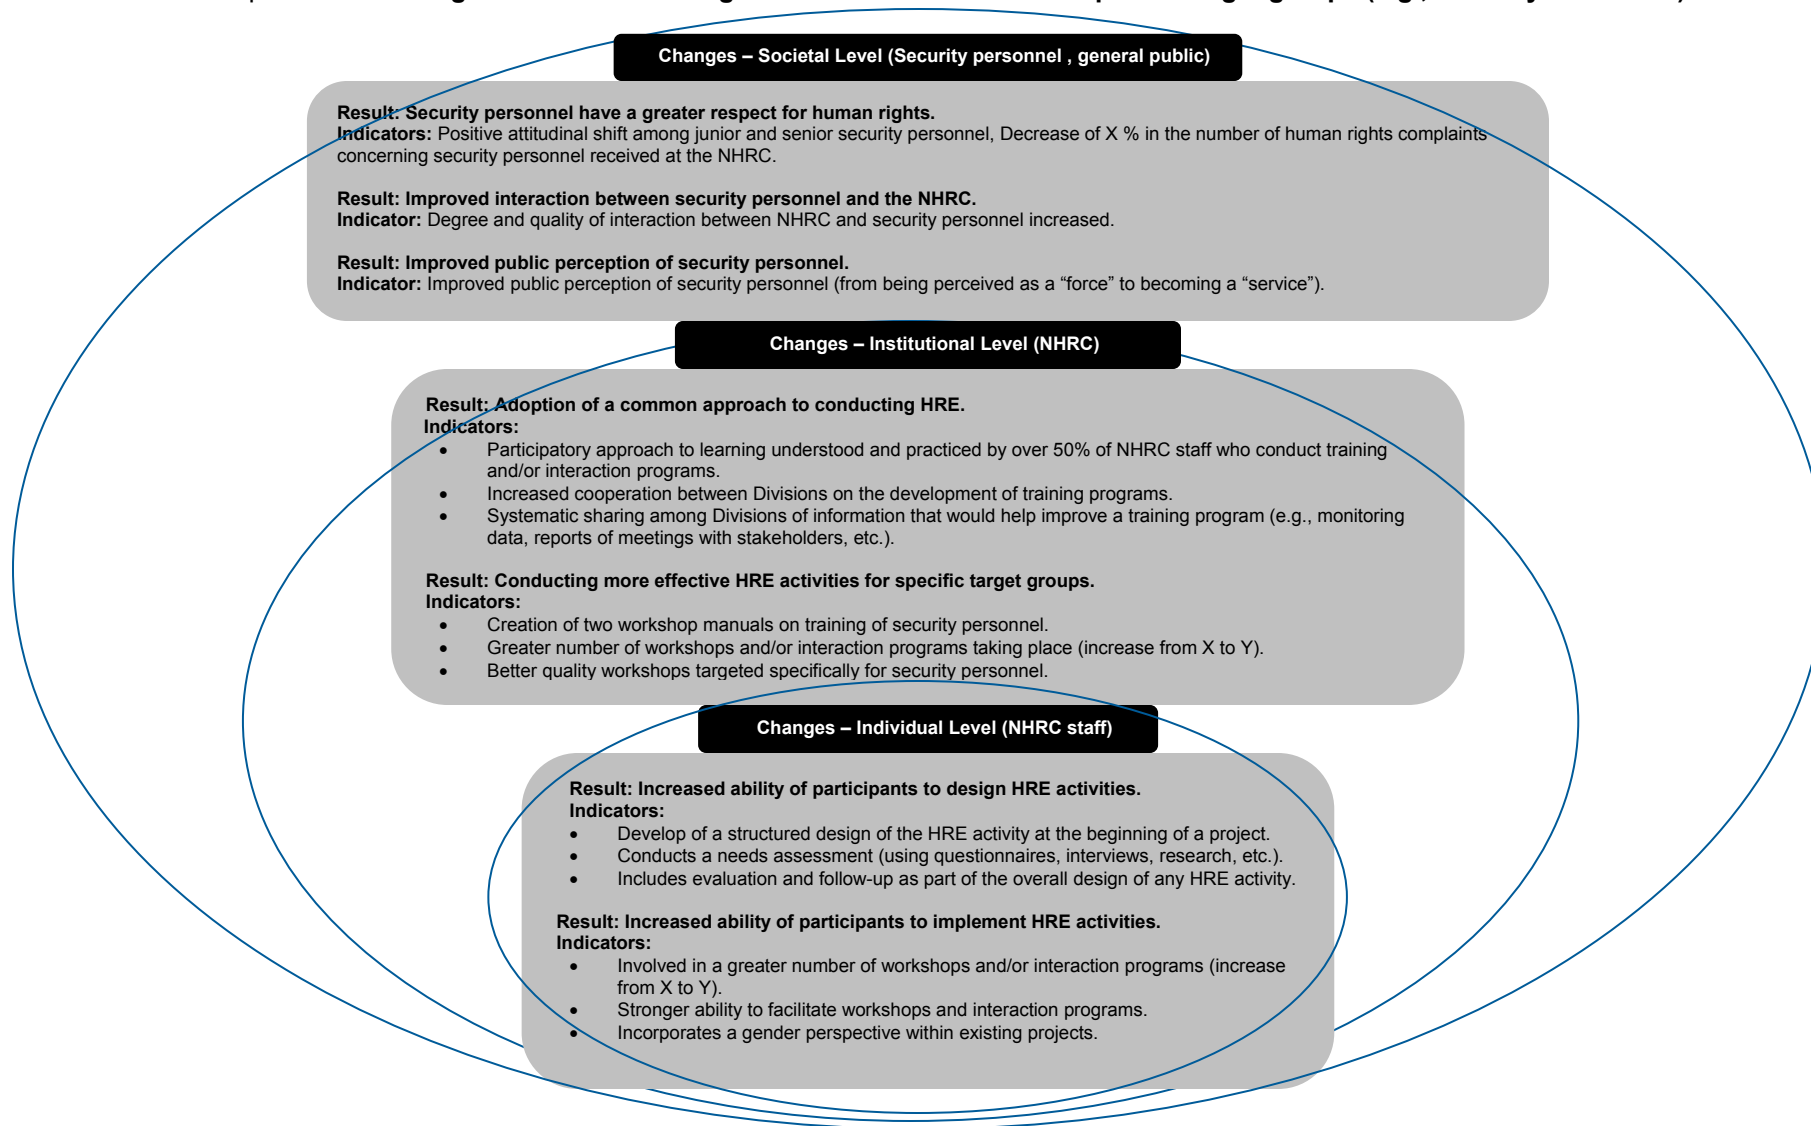 Changes – Societal Level (Security personnel , general public)
Result: Security personnel have a greater respect for human rights.
Indicators: Positive attitudinal shift among junior and senior security personnel, Decrease of X % in the number of human rights complaints
concerning security personnel received at the NHRC.
Result: Improved interaction between security personnel and the NHRC.
Indicator: Degree and quality of interaction between NHRC and security personnel increased.
Result: Improved public perception of security personnel.
Indicator: Improved public perception of security personnel (from being perceived as a “force” to becoming a “service”).
Changes – Institutional Level (NHRC)
Result: Adoption of a common approach to conducting HRE.
Indicators:
• Participatory approach to learning understood and practiced by over 50% of NHRC staff who conduct training
and/or interaction programs.
• Increased cooperation between Divisions on the development of training programs.
• Systematic sharing among Divisions of information that would help improve a training program (e.g., monitoring
data, reports of meetings with stakeholders, etc.).
Result: Conducting more effective HRE activities for specific target groups.
Indicators:
• Creation of two workshop manuals on training of security personnel.
• Greater number of workshops and/or interaction programs taking place (increase from X to Y).
• Better quality workshops targeted specifically for security personnel.
Changes – Individual Level (NHRC staff)
Result: Increased ability of participants to design HRE activities.
Indicators:
• Develop of a structured design of the HRE activity at the beginning of a project.
• Conducts a needs assessment (using questionnaires, interviews, research, etc.).
• Includes evaluation and follow-up as part of the overall design of any HRE activity.
Result: Increased ability of participants to implement HRE activities.
Indicators:
• Involved in a greater number of workshops and/or interaction programs (increase
from X to Y).
• Stronger ability to facilitate workshops and interaction programs.
• Incorporates a gender perspective within existing projects.